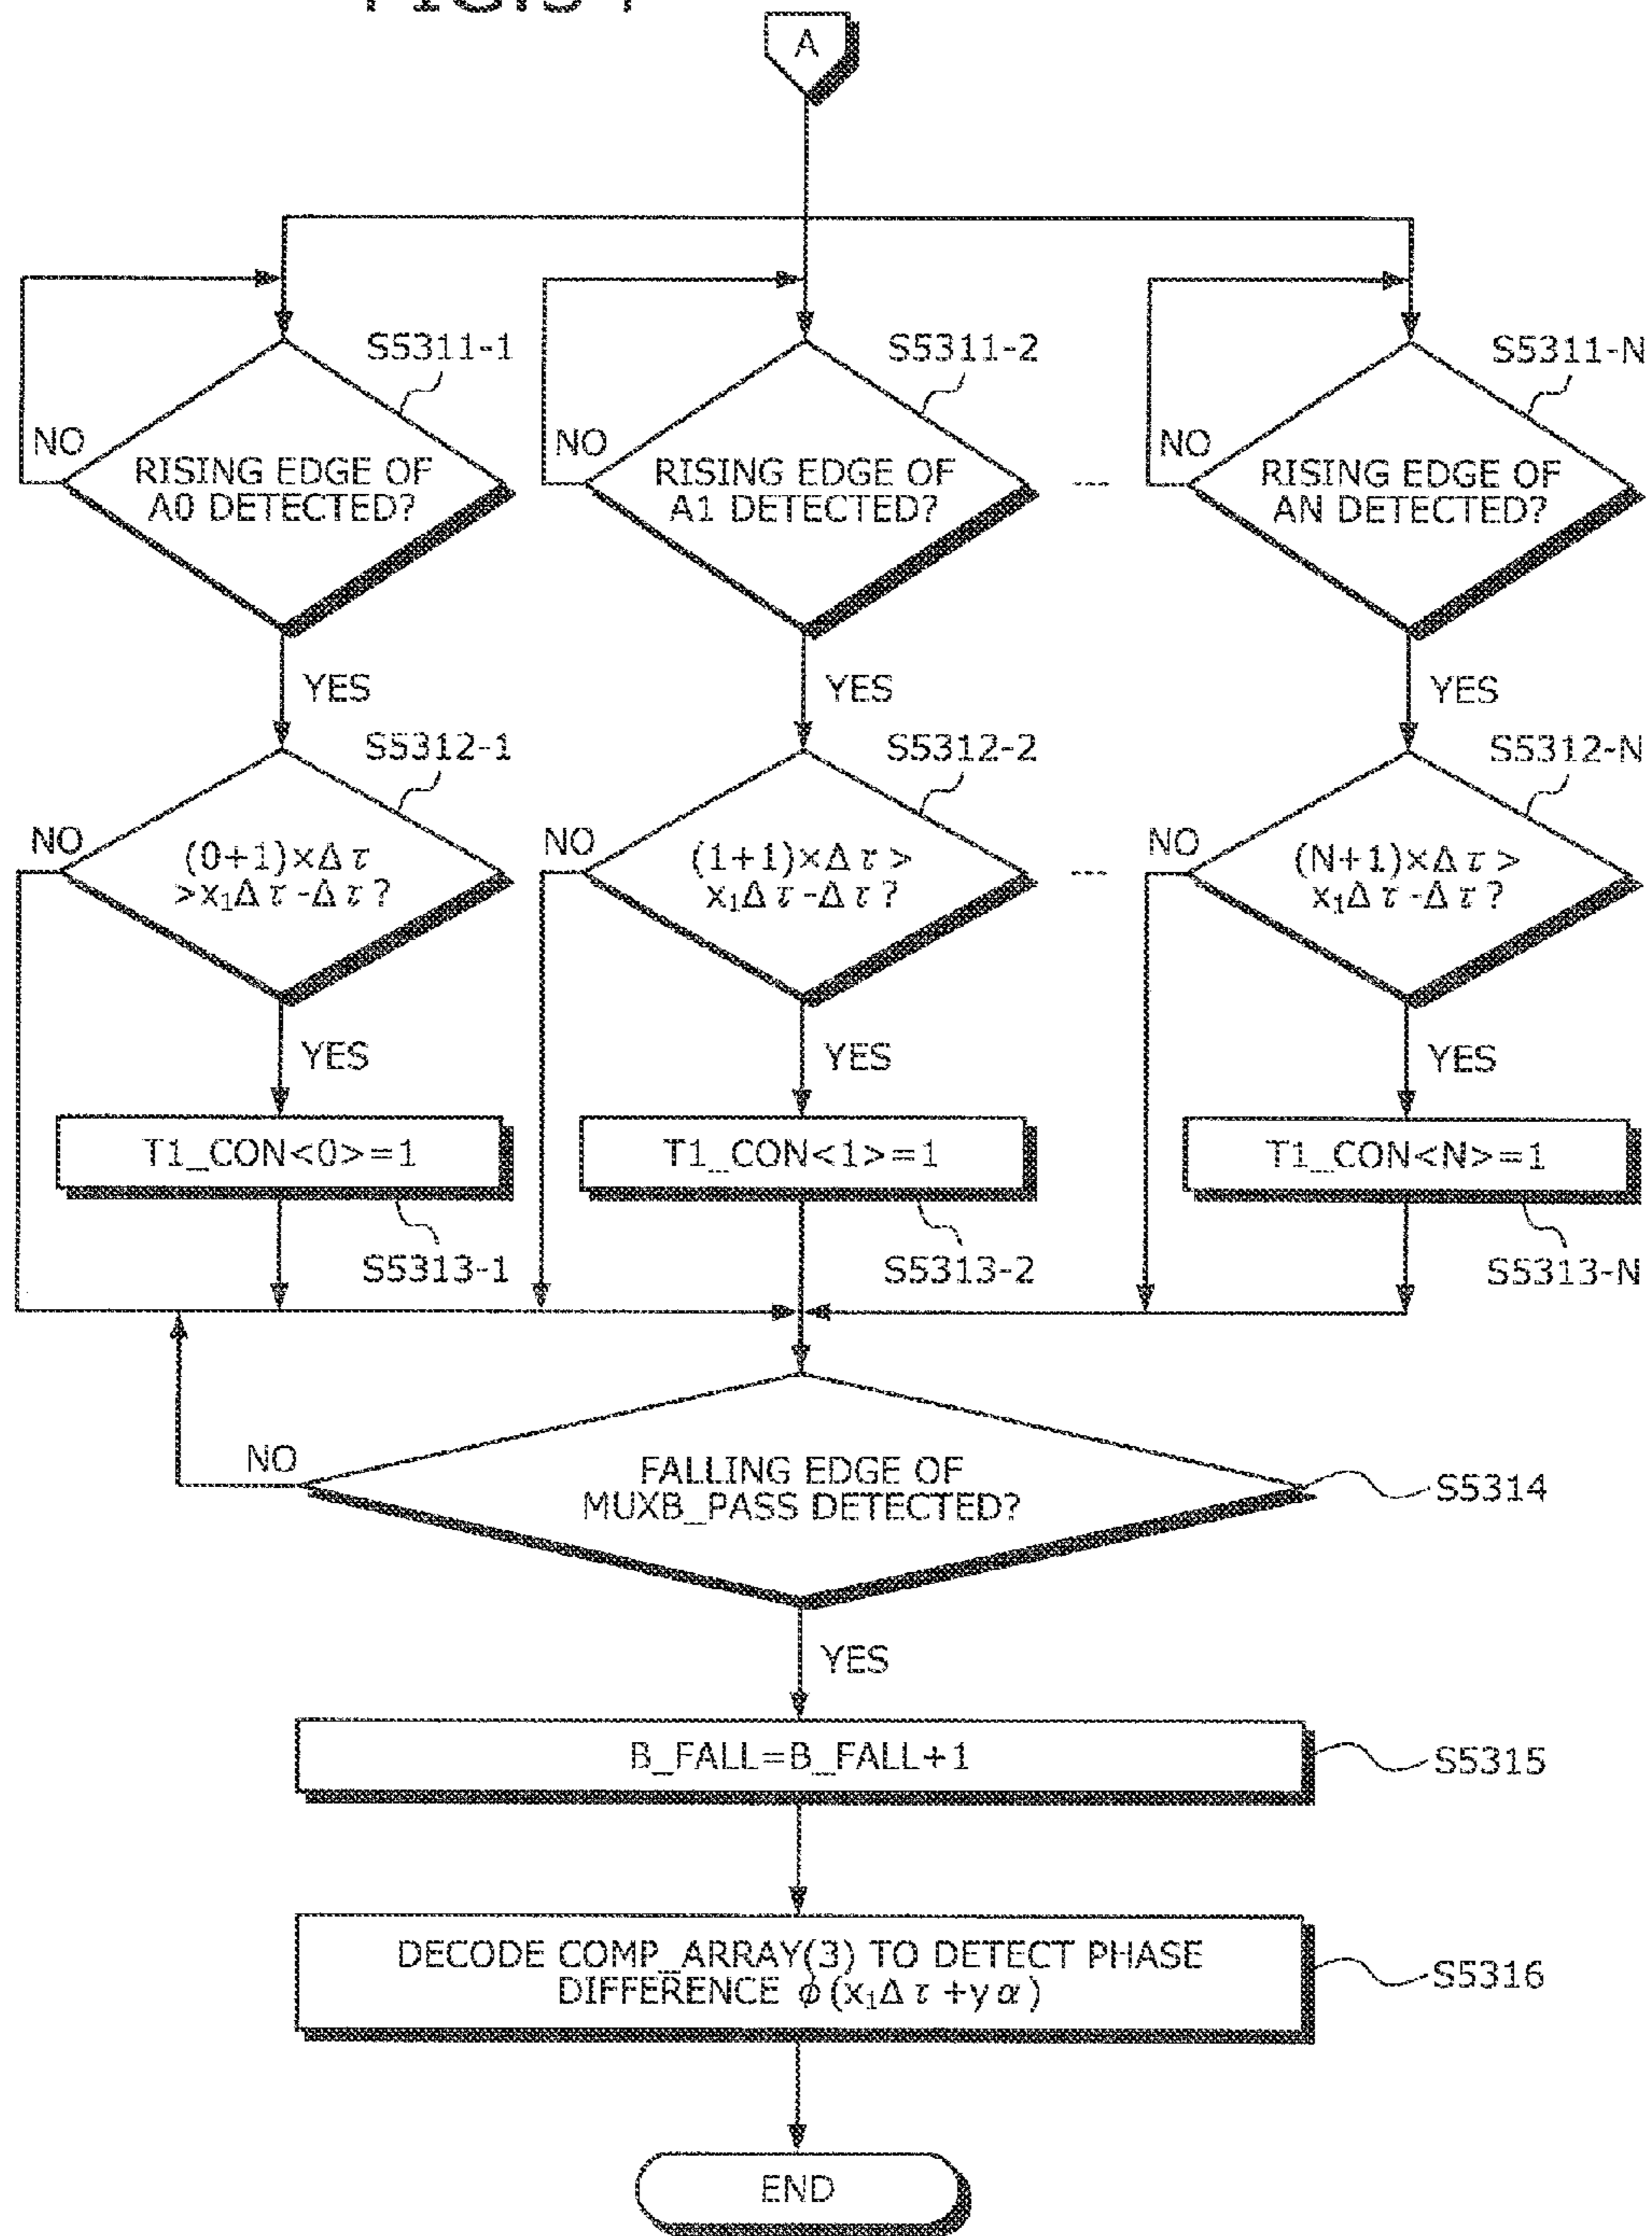 A
S5311-1
S5311-2
S5311-N
NO
NO
NO
RISING EDGE OF
A0 DETECTED?
RISING EDGE OF
A1 DETECTED?
---
RISING EDGE OF
AN DETECTED?
YES
YES
YES
S5312-1
S5312-2
S5312-N
NO
NO
NO
(0+1)×Δτ
>x₁Δτ-Δτ?
(1+1)×Δτ>
x₁Δτ-Δτ?
---
(N+1)×Δτ>
x₁Δτ-Δτ?
YES
YES
YES
T1_CON<0>=1
T1_CON<1>=1
T1_CON<N>=1
S5313-1
S5313-2
S5313-N
NO
FALLING EDGE OF
MUXB_PASS DETECTED?
S5314
YES
B_FALL=B_FALL+1
S5315
DECODE COMP_ARRAY(3) TO DETECT PHASE
DIFFERENCE ϕ(x₁Δτ+yα)
S5316
END